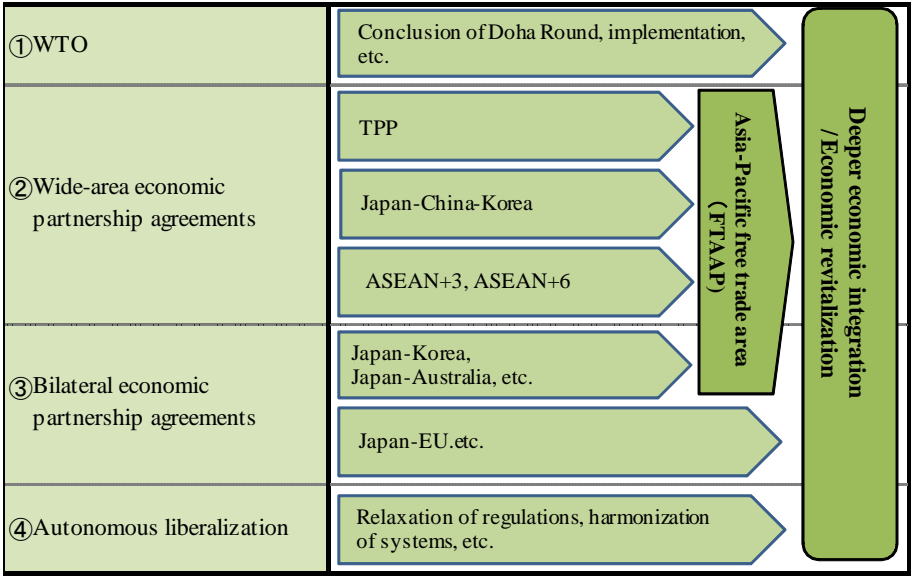 ①WTO
Conclusion of Doha Round, implementation,
etc.
②Wide-area economic
partnership agreements
TPP
Japan-China-Korea
ASEAN+3, ASEAN+6
③Bilateral economic
partnership agreements
Japan-Korea,
Japan-Australia, etc.
Japan-EU.etc.
④Autonomous liberalization
Relaxation of regulations, harmonization
of systems, etc.
Asia-Pacific free trade area
（FTAAP)
Deeper economic integration
/Economic revitalization